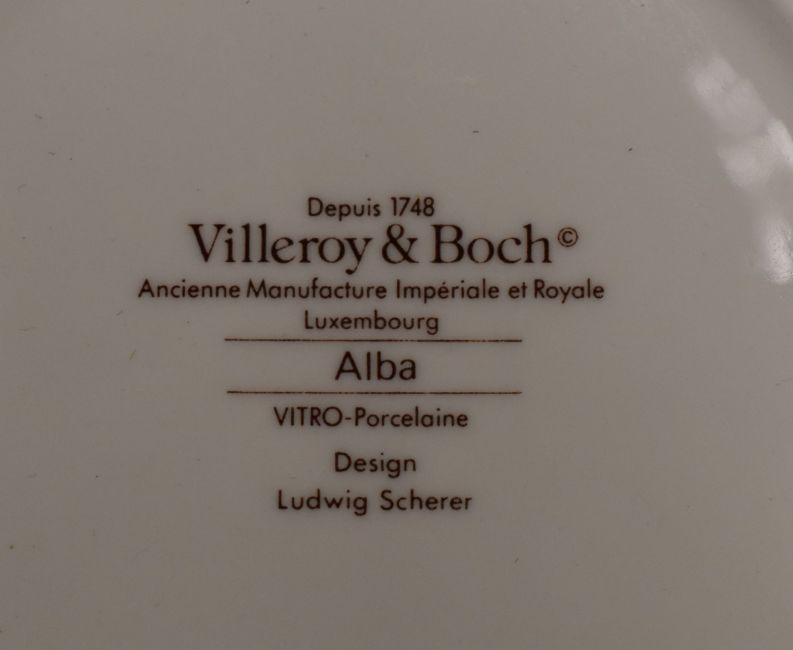 Depuis 1748
Villeroy & Boch©
Ancienne Manufacture Impériale et Royale
Luxembourg
Alba
VITRO-Porcelaine
Design
Ludwig Scherer